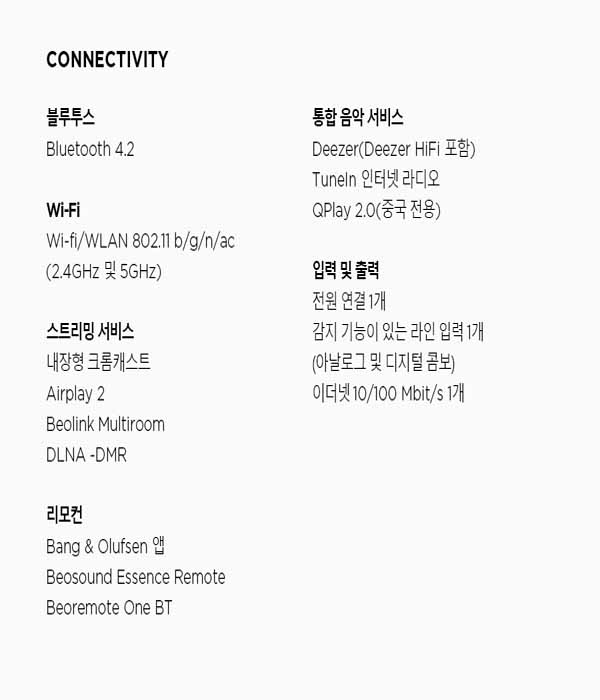 CONNECTIVITY
블루투스
Bluetooth 4.2
Wi-Fi
Wi-fi/WLAN 802.11 b/g/n/ac
(2.4GHz 및 5GHz)
스트리밍 서비스
내장형 크롬캐스트
Airplay 2
Beolink Multiroom
DLNA -DMR
리모컨
Bang & Olufsen 앱
Beosound Essence Remote
Beoremote One BT
통합 음악 서비스
Deezer(Deezer HiFi 포함)
TuneIn 인터넷 라디오
QPlay 2.0(중국 전용)
입력 및 출력
전원 연결 1개
감지 기능이 있는 라인 입력 1개
(아날로그 및 디지털 콤보)
이더넷 10/100 Mbit/s 1개